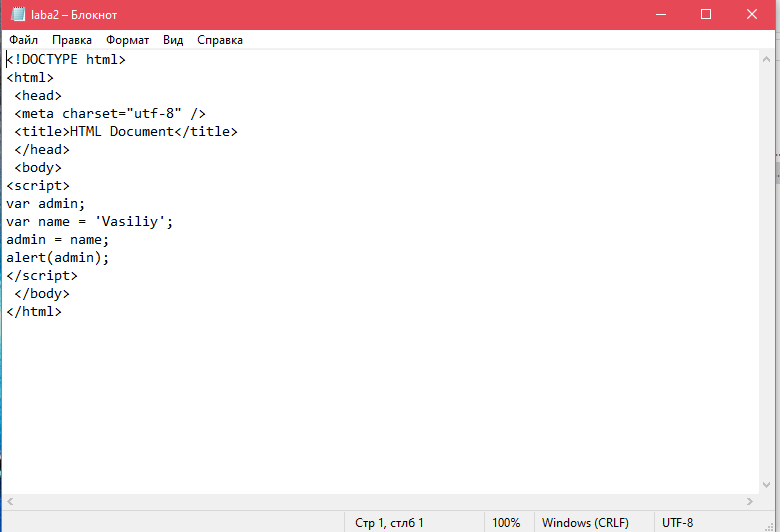 laba2 – Блокнот
Файл Правка Формат Вид Справка
<!DOCTYPE html>
<html>
 <head>
 <meta charset="utf-8" />
 <title>HTML Document</title>
 </head>
 <body>
<script>
var admin;
var name = 'Vasiliy';
admin = name;
alert(admin);
</script>
 </body>
</html>
Стр 1, стлб 1 100% Windows (CRLF) UTF-8